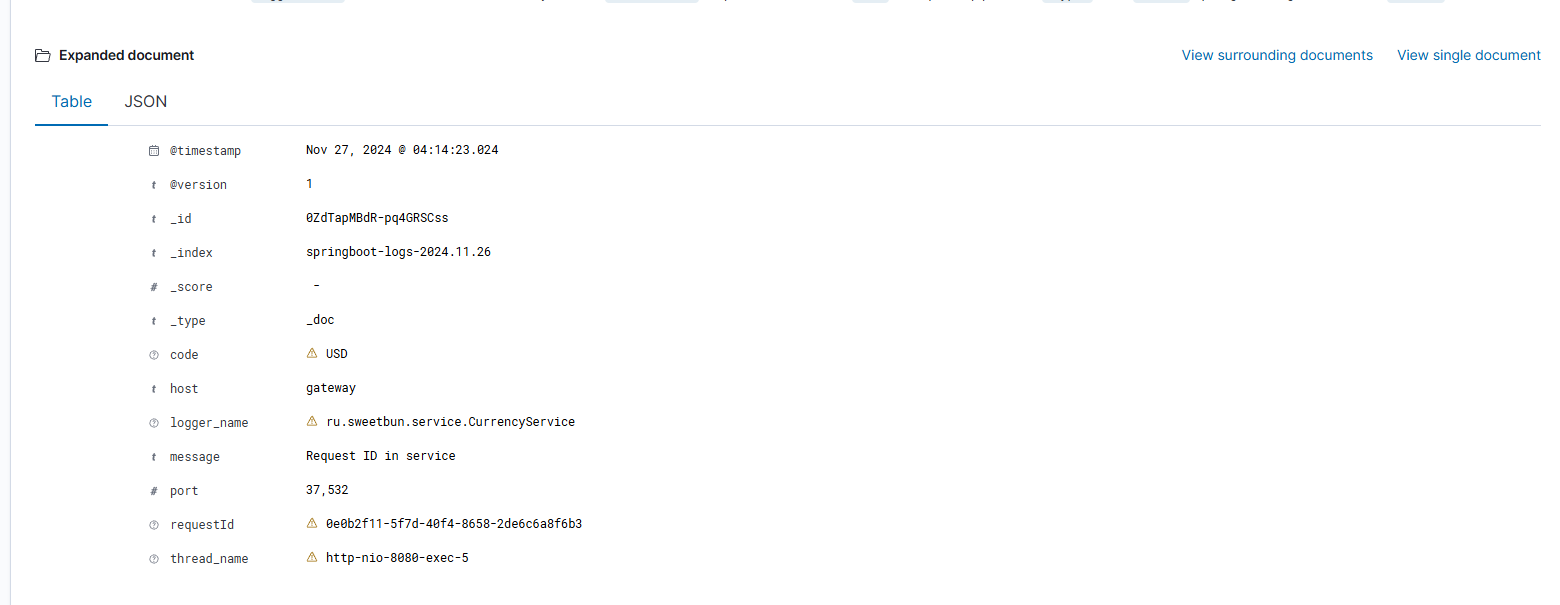 Expanded document View surrounding documents View single document
Table JSON
@timestamp Nov 27, 2024 @ 04:14:23.024
t @version 1
t _id 0ZdTapMBdR-pq4GRSCss
t _index springboot-logs-2024.11.26
# _score -
t _type _doc
code USD
t host gateway
logger_name ru.sweetbun.service.CurrencyService
t message Request ID in service
# port 37,532
requestId 0e0b2f11-5f7d-40f4-8658-2de6c6a8f6b3
thread_name http-nio-8080-exec-5